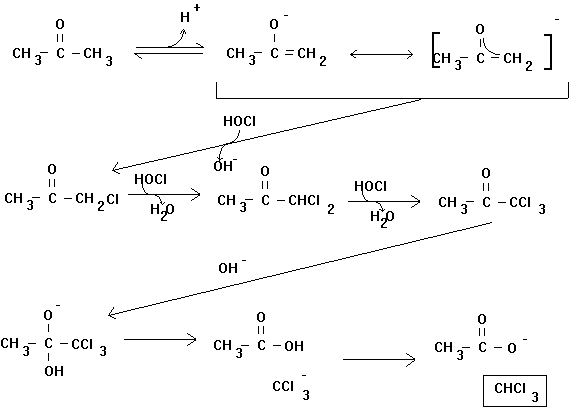 O H + O - O -
CH3 - C - CH3 CH3 - C = CH2 CH3 - C - CH2
HOCl
OH-
O HOCl O HOCl O
CH3 - C - CH2Cl H2O CH3 - C - CHCl2 H2O CH3 - C - CCl3
OH-
O- O O
CH3 - C - CCl3 CH3 - C - OH CH3 - C - O-
OH CCl3- CHCl3